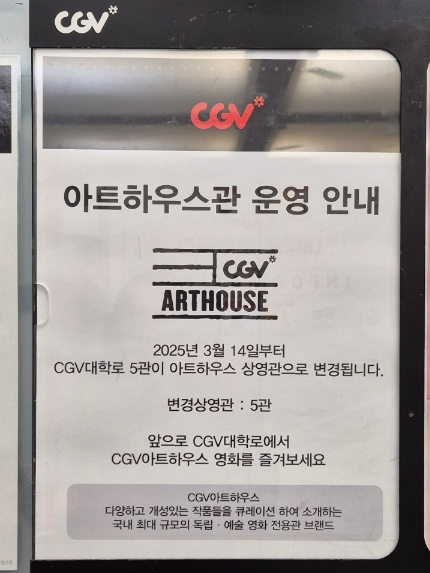 CGV
CGV
아트하우스관 운영 안내
CGV
ARTHOUSE
2025년 3월 14일부터
CGV대학로 5관이 아트하우스 상영관으로 변경됩니다.
변경상영관 : 5관
앞으로 CGV대학로에서
CGV아트하우스 영화를 즐겨보세요
CGV아트하우스
다양하고 개성있는 작품들을 큐레이션 하여 소개하는
국내 최대 규모의 독립 · 예술 영화 전용관 브랜드